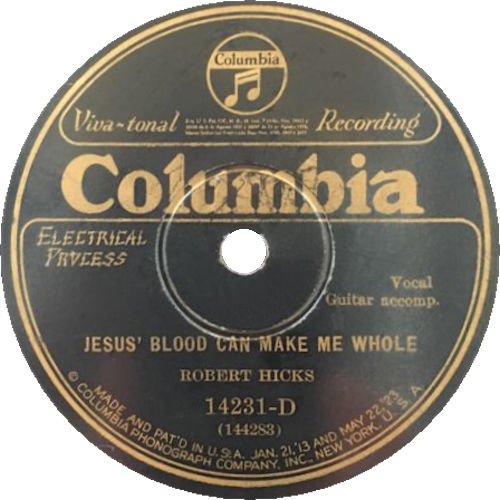 Columbia
Viva-tonal Recording
Columbia
ELECTRICAL
PROCESS
Vocal
Guitar accomp.
JESUS' BLOOD CAN MAKE ME WHOLE
ROBERT HICKS
14231-D
(144283)
MADE AND PAT'D IN U.S.A. JAN. 21,'13 AND MAY 22,'23
© COLUMBIA PHONOGRAPH COMPANY, INC., NEW YORK, U.S.A.